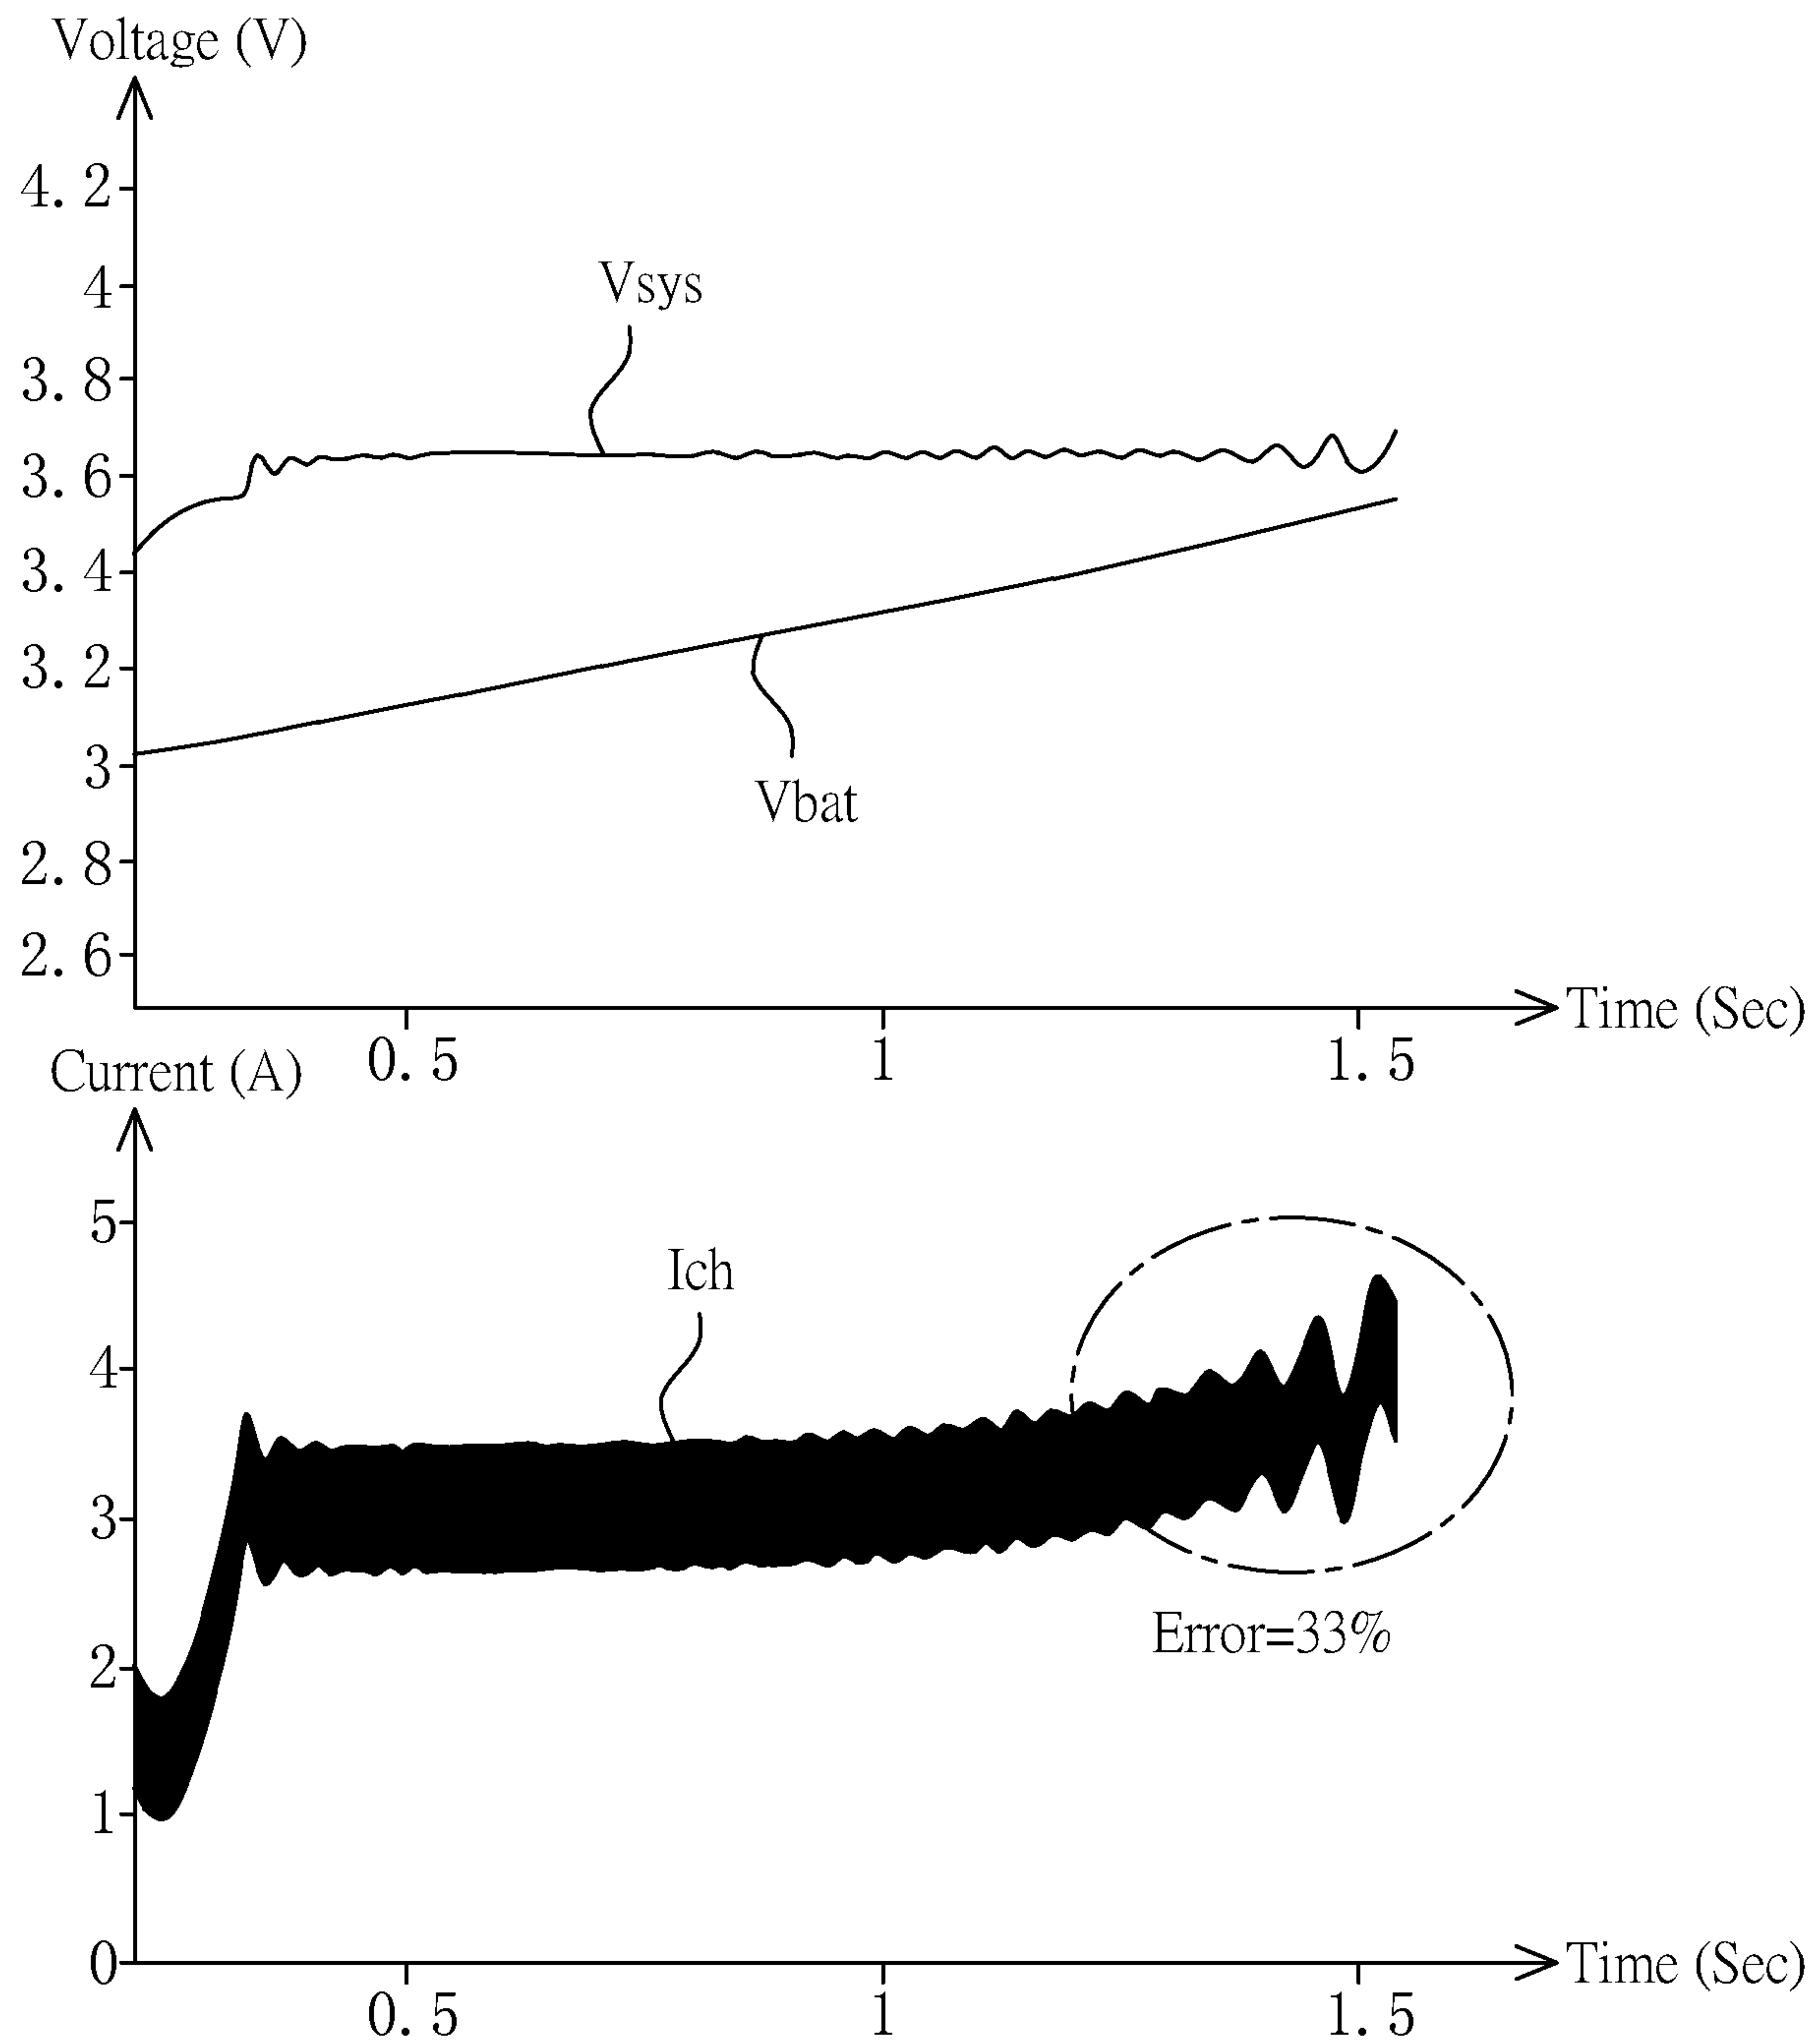 Voltage (V)
4.2
4
Vsys
3.8
3.6
3.4
3.2
3
Vbat
2.8
2.6
Time (Sec)
0.5 1 1.5
Current (A)
5
Ich
4
3
Error=33%
2
1
0
Time (Sec)
0.5 1 1.5